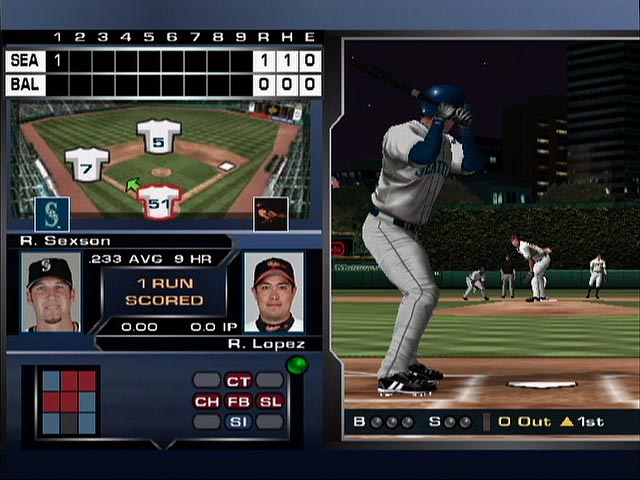 1 2 3 4 5 6 7 8 9 R H E
SEA 1 1 1 0
BAL 0 0 0
5
7
51
S
R. Sexson
.233 AVG 9 HR
1 RUN
SCORED
0.00 0.0 IP
R. Lopez
CT
CH FB SL
SI
SEATTLE
B S 0 Out 1st